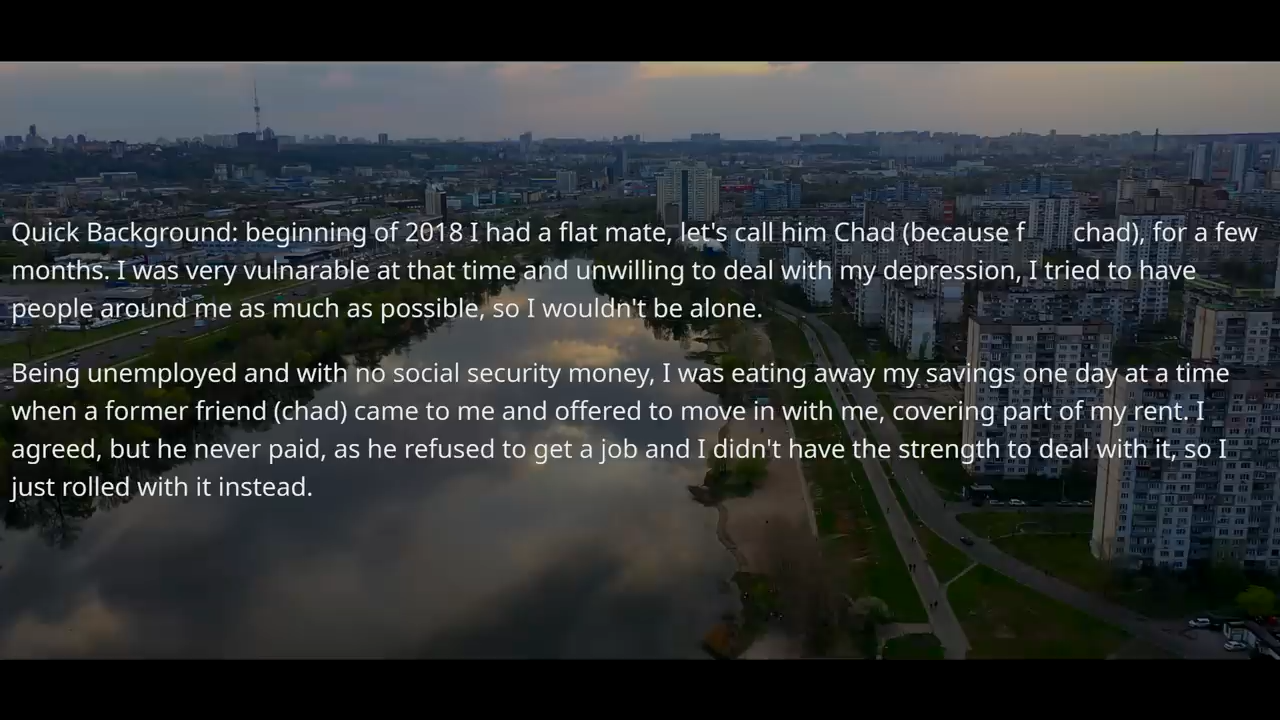 Quick Background: beginning of 2018 I had a flat mate, let's call him Chad (because f chad), for a few
months. I was very vulnarable at that time and unwilling to deal with my depression, I tried to have
people around me as much as possible, so I wouldn't be alone.
Being unemployed and with no social security money, I was eating away my savings one day at a time
when a former friend (chad) came to me and offered to move in with me, covering part of my rent. I
agreed, but he never paid, as he refused to get a job and I didn't have the strength to deal with it, so I
just rolled with it instead.